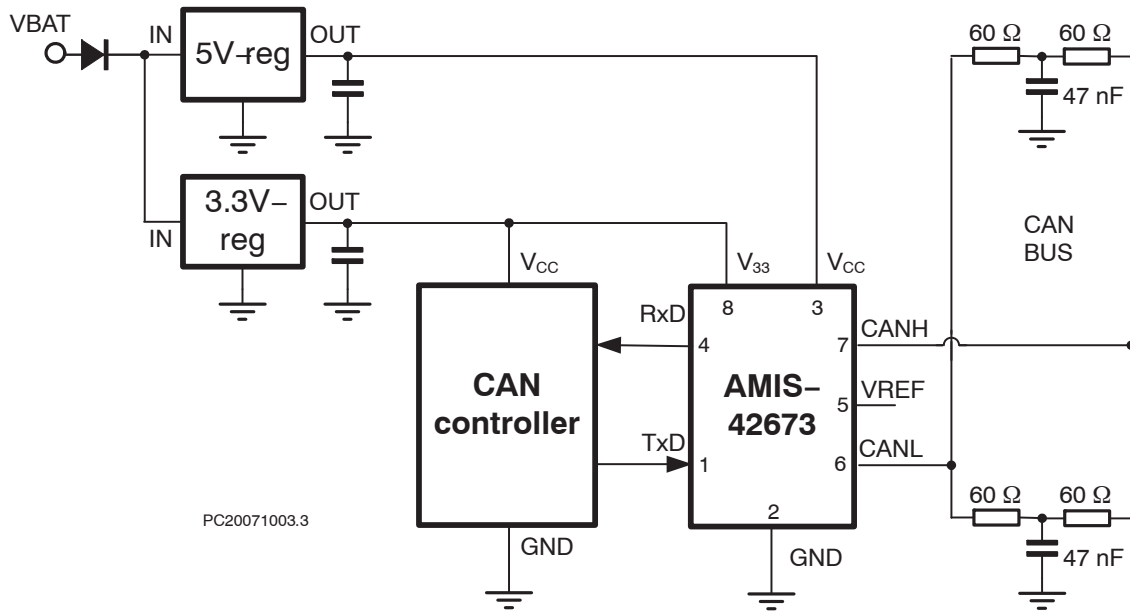 VBAT
IN
5V–reg
OUT
60 Ω
60 Ω
47 nF
IN
3.3V–
reg
OUT
CAN
BUS
VCC
V33
VCC
RxD
8
3
4
7
CANH
CAN
controller
AMIS–
42673
5
VREF
TxD
1
6
CANL
2
60 Ω
60 Ω
PC20071003.3
GND
GND
47 nF